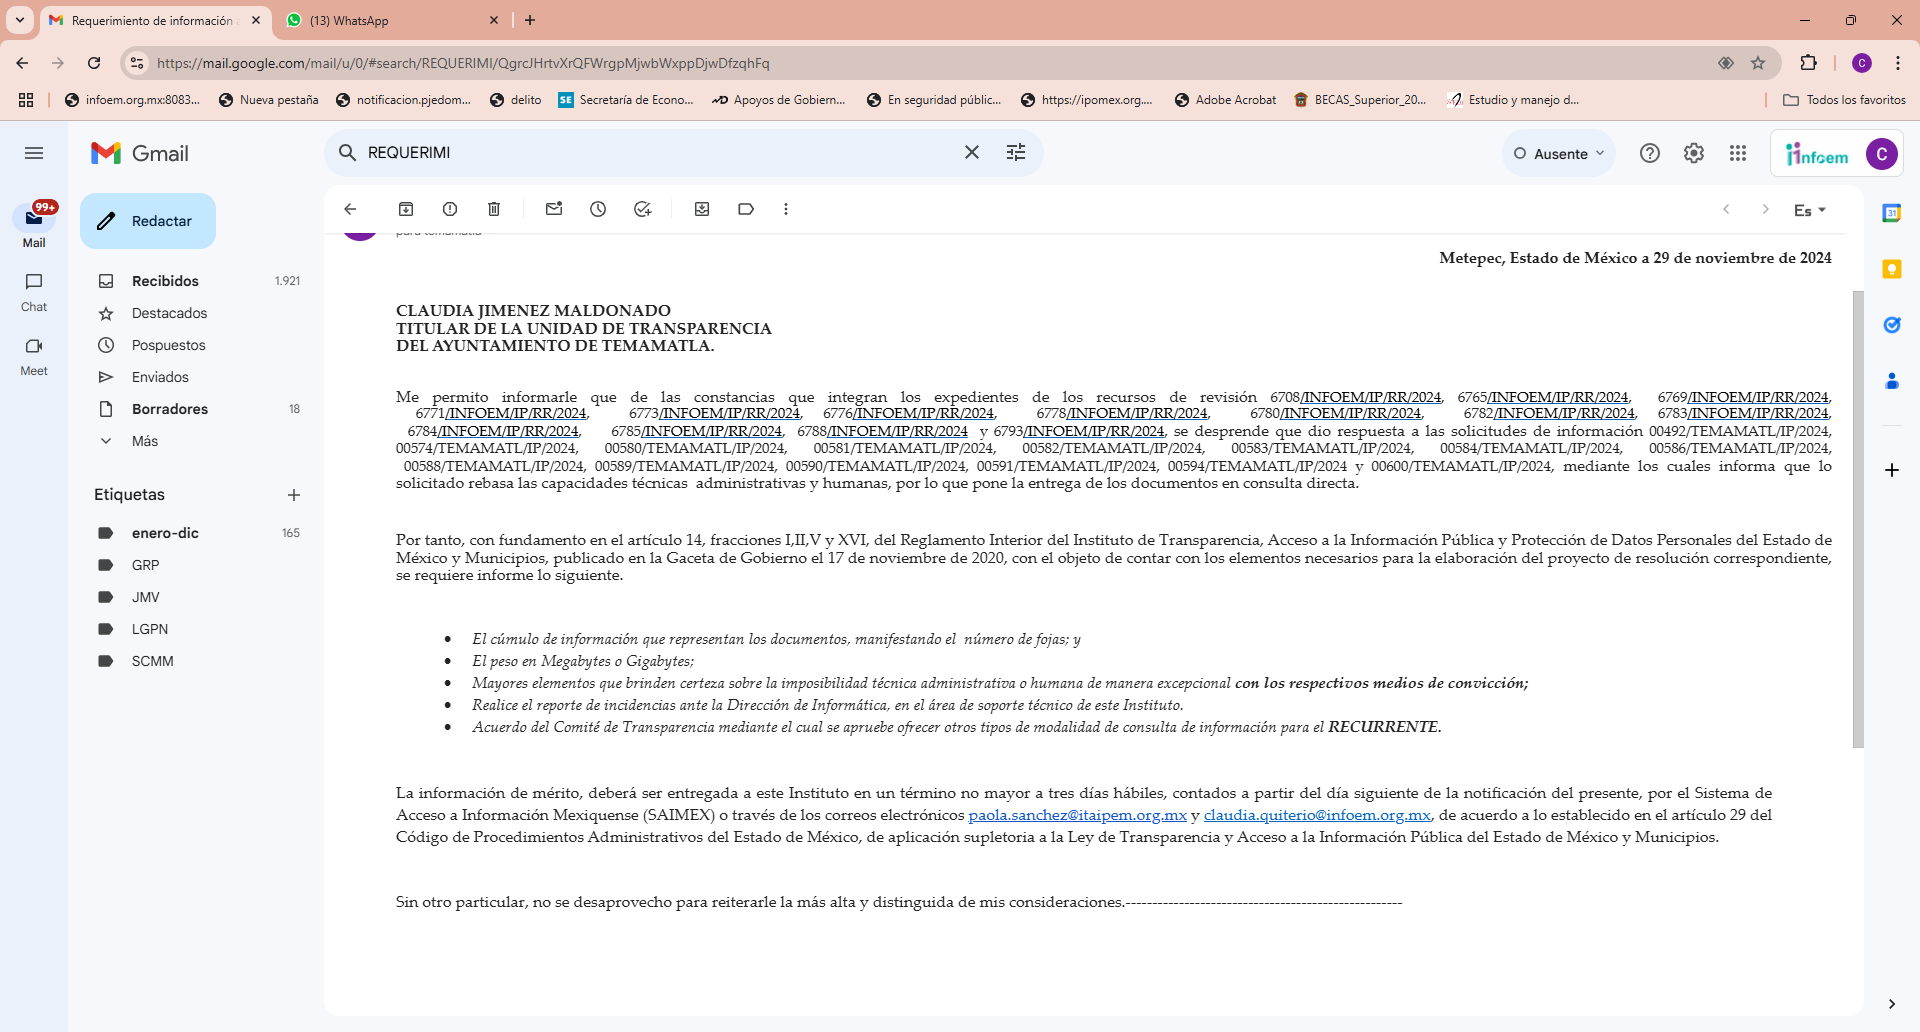 Requerimiento de información
(13) WhatsApp
https://mail.google.com/mail/u/0/#search/REQUERIMI/QgrcJHrtvXrQFWrgpMjwbWxppDjwDfzqhFq
C
infoem.org.mx:8083...
Nueva pestaña
notificacion.pjedom...
delito
SE Secretaría de Econo...
Apoyos de Gobiern...
En seguridad públic...
https://ipomex.org....
Adobe Acrobat
BECAS_Superior_20...
Estudio y manejo d...
Todos los favoritos
Gmail
REQUERIMI
Ausente
infoem
C
99+
Mail
Chat
Meet
Redactar
Recibidos 1.921
Destacados
Pospuestos
Enviados
Borradores 18
Más
Etiquetas
enero-dic 165
GRP
JMV
LGPN
SCMM
Es
31
para temamatla
Metepec, Estado de México a 29 de noviembre de 2024
CLAUDIA JIMENEZ MALDONADO
TITULAR DE LA UNIDAD DE TRANSPARENCIA
DEL AYUNTAMIENTO DE TEMAMATLA.
Me permito informarle que de las constancias que integran los expedientes de los recursos de revisión 6708/INFOEM/IP/RR/2024, 6765/INFOEM/IP/RR/2024, 6769/INFOEM/IP/RR/2024,
6771/INFOEM/IP/RR/2024, 6773/INFOEM/IP/RR/2024, 6776/INFOEM/IP/RR/2024, 6778/INFOEM/IP/RR/2024, 6780/INFOEM/IP/RR/2024, 6782/INFOEM/IP/RR/2024, 6783/INFOEM/IP/RR/2024,
6784/INFOEM/IP/RR/2024, 6785/INFOEM/IP/RR/2024, 6788/INFOEM/IP/RR/2024 y 6793/INFOEM/IP/RR/2024, se desprende que dio respuesta a las solicitudes de información 00492/TEMAMATL/IP/2024,
00574/TEMAMATL/IP/2024, 00580/TEMAMATL/IP/2024, 00581/TEMAMATL/IP/2024, 00582/TEMAMATL/IP/2024, 00583/TEMAMATL/IP/2024, 00584/TEMAMATL/IP/2024, 00586/TEMAMATL/IP/2024,
00588/TEMAMATL/IP/2024, 00589/TEMAMATL/IP/2024, 00590/TEMAMATL/IP/2024, 00591/TEMAMATL/IP/2024, 00594/TEMAMATL/IP/2024 y 00600/TEMAMATL/IP/2024, mediante los cuales informa que lo
solicitado rebasa las capacidades técnicas administrativas y humanas, por lo que pone la entrega de los documentos en consulta directa.
Por tanto, con fundamento en el artículo 14, fracciones I,II,V y XVI, del Reglamento Interior del Instituto de Transparencia, Acceso a la Información Pública y Protección de Datos Personales del Estado de
México y Municipios, publicado en la Gaceta de Gobierno el 17 de noviembre de 2020, con el objeto de contar con los elementos necesarios para la elaboración del proyecto de resolución correspondiente,
se requiere informe lo siguiente.
• El cúmulo de información que representan los documentos, manifestando el número de fojas; y
• El peso en Megabytes o Gigabytes;
• Mayores elementos que brinden certeza sobre la imposibilidad técnica administrativa o humana de manera excepcional con los respectivos medios de convicción;
• Realice el reporte de incidencias ante la Dirección de Informática, en el área de soporte técnico de este Instituto.
• Acuerdo del Comité de Transparencia mediante el cual se apruebe ofrecer otros tipos de modalidad de consulta de información para el RECURRENTE.
La información de mérito, deberá ser entregada a este Instituto en un término no mayor a tres días hábiles, contados a partir del día siguiente de la notificación del presente, por el Sistema de
Acceso a Información Mexiquense (SAIMEX) o través de los correos electrónicos paola.sanchez@itaipem.org.mx y claudia.quiterio@infoem.org.mx, de acuerdo a lo establecido en el artículo 29 del
Código de Procedimientos Administrativos del Estado de México, de aplicación supletoria a la Ley de Transparencia y Acceso a la Información Pública del Estado de México y Municipios.
Sin otro particular, no se desaprovecho para reiterarle la más alta y distinguida de mis consideraciones.----------------------------------------------------